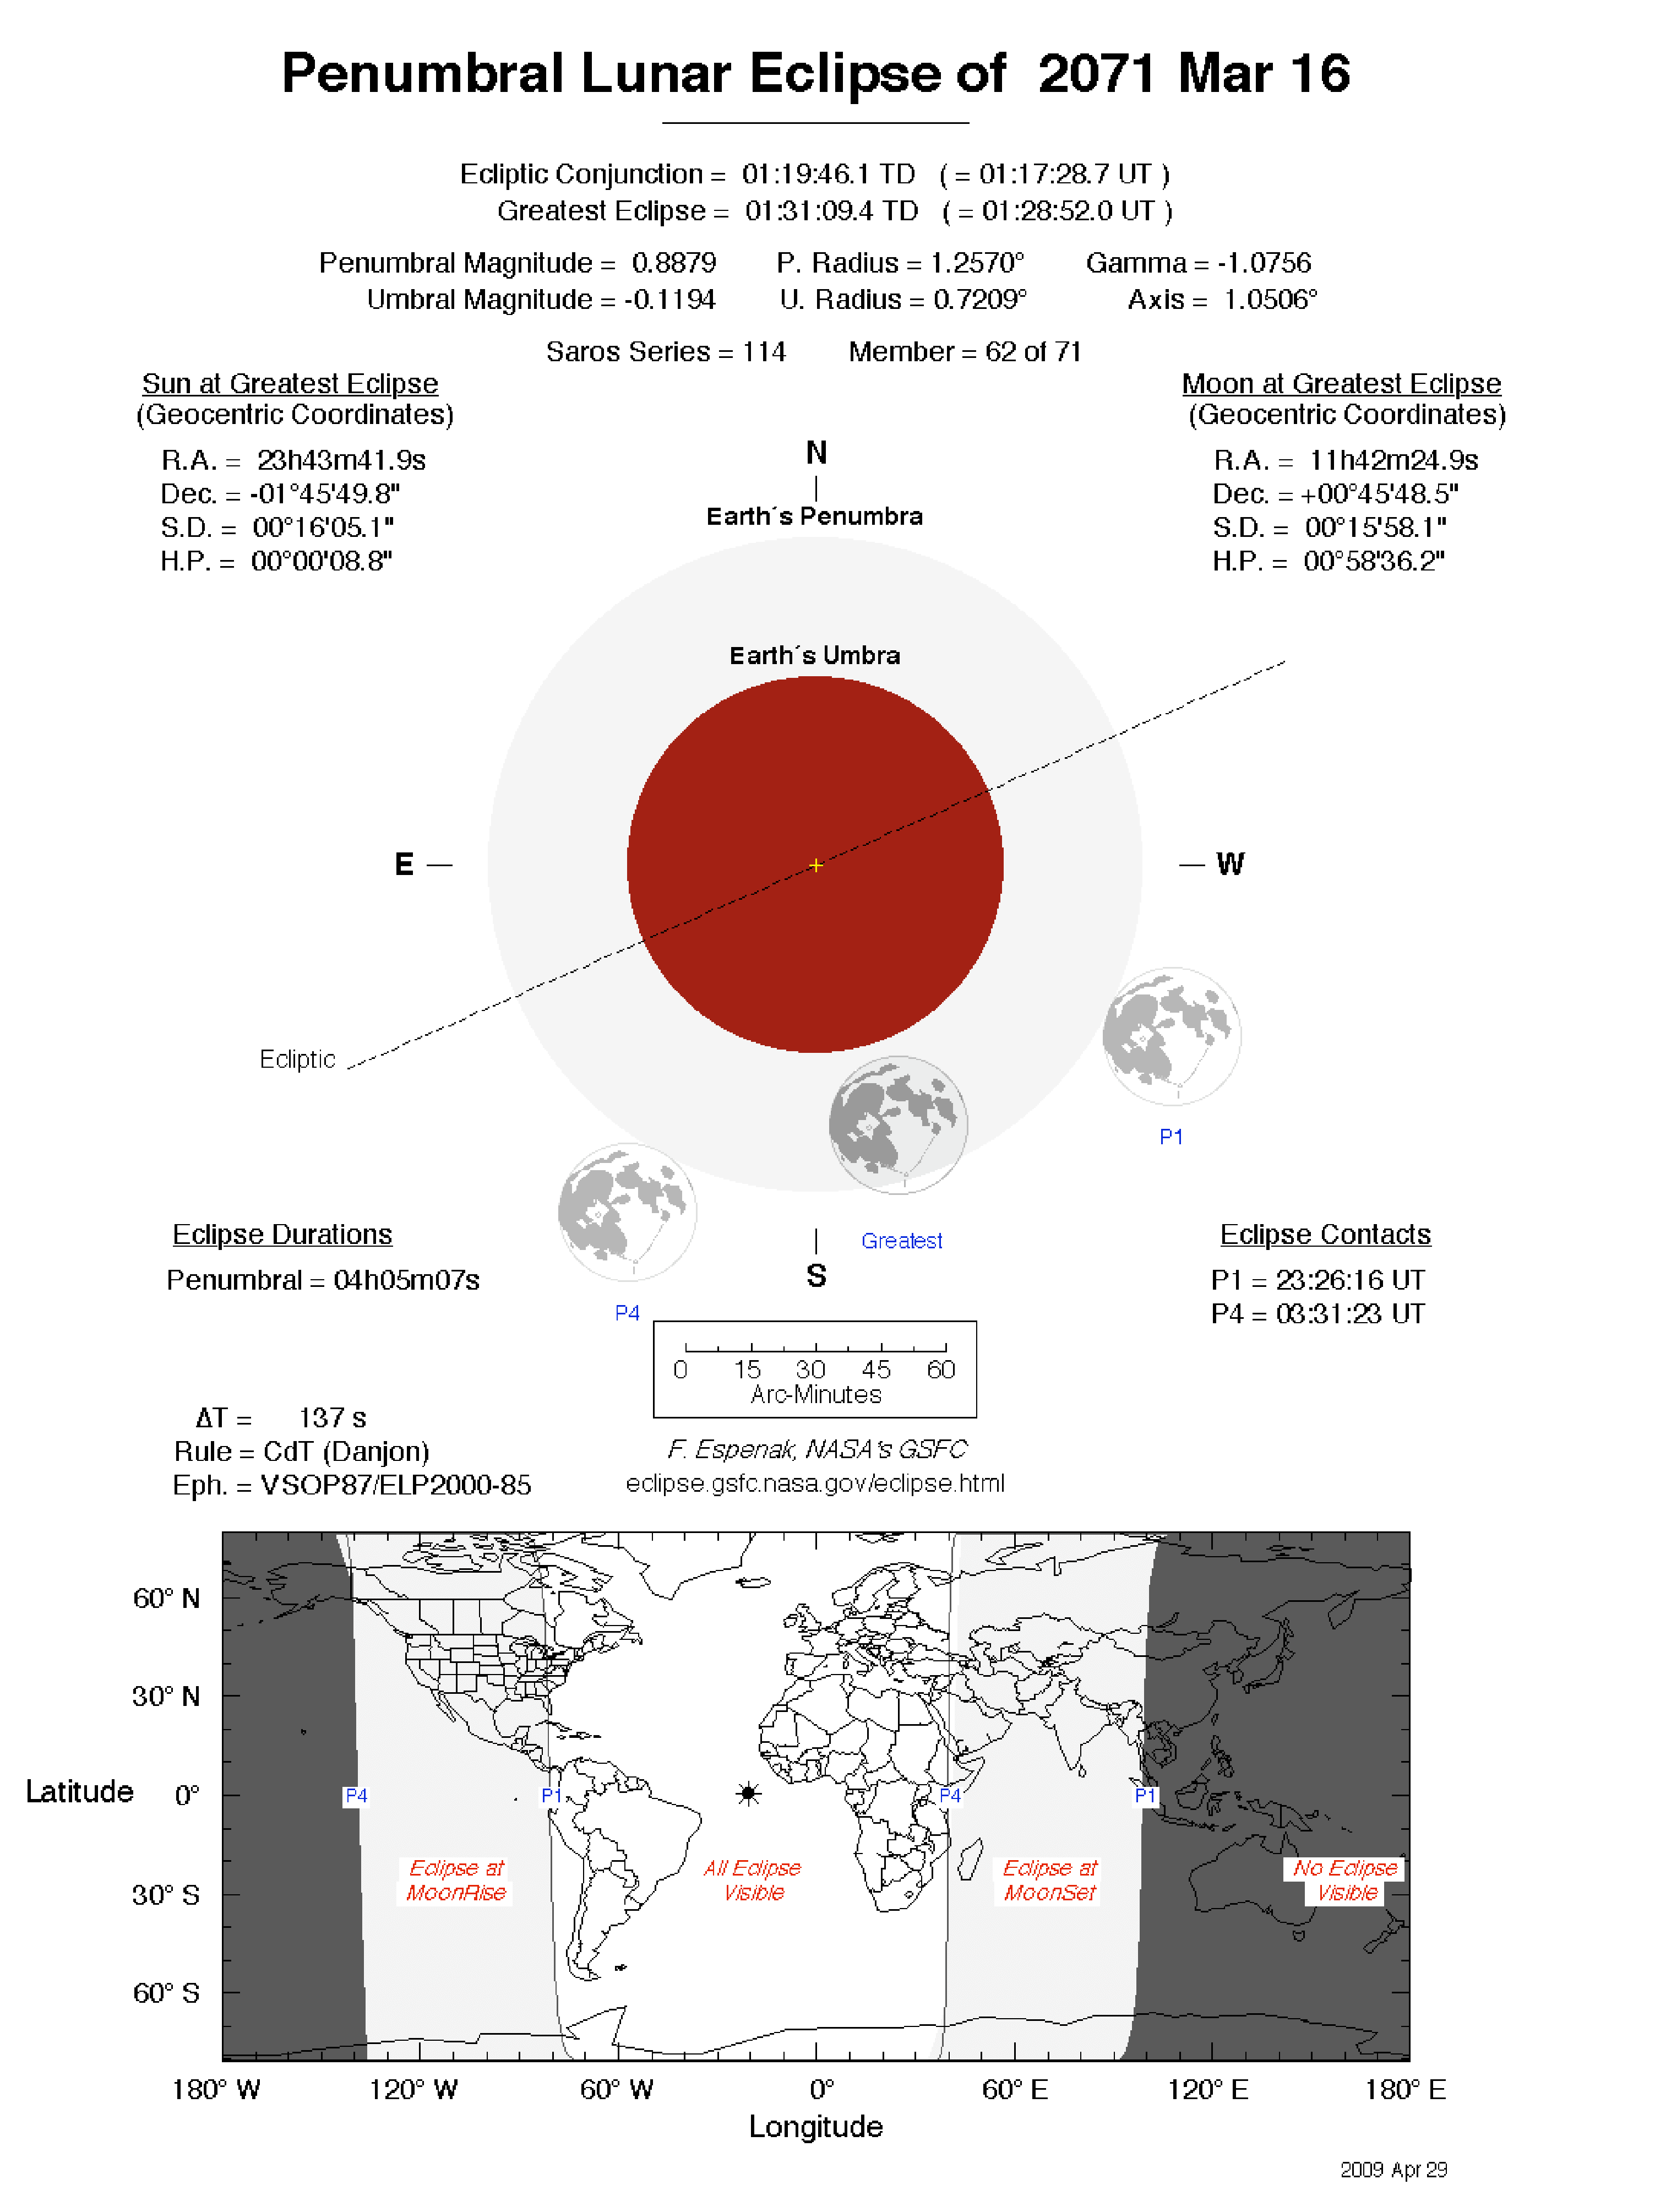 Penumbral Lunar Eclipse of 2071 Mar 16
Ecliptic Conjunction = 01:19:46.1 TD ( = 01:17:28.7 UT )
Greatest Eclipse = 01:31:09.4 TD ( = 01:28:52.0 UT )
Penumbral Magnitude = 0.8879 P. Radius = 1.2570° Gamma = -1.0756
Umbral Magnitude = -0.1194 U. Radius = 0.7209° Axis = 1.0506°
Saros Series = 114 Member = 62 of 71
Sun at Greatest Eclipse
(Geocentric Coordinates)
R.A. = 23h43m41.9s
Dec. = -01°45'49.8"
S.D. = 00°16'05.1"
H.P. = 00°00'08.8"
Moon at Greatest Eclipse
(Geocentric Coordinates)
R.A. = 11h42m24.9s
Dec. = +00°45'48.5"
S.D. = 00°15'58.1"
H.P. = 00°58'36.2"
N
Earth´s Penumbra
Earth´s Umbra
E
W
Ecliptic
P1
Greatest
S
P4
Eclipse Durations
Penumbral = 04h05m07s
Eclipse Contacts
P1 = 23:26:16 UT
P4 = 03:31:23 UT
0 15 30 45 60
Arc-Minutes
ΔT = 137 s
Rule = CdT (Danjon)
Eph. = VSOP87/ELP2000-85
F. Espenak, NASA's GSFC
eclipse.gsfc.nasa.gov/eclipse.html
60° N
30° N
Latitude 0°
30° S
60° S
P4 P1 P4 P1
Eclipse at
MoonRise
All Eclipse
Visible
Eclipse at
MoonSet
No Eclipse
Visible
180° W 120° W 60° W 0° 60° E 120° E 180° E
Longitude
2009 Apr 29